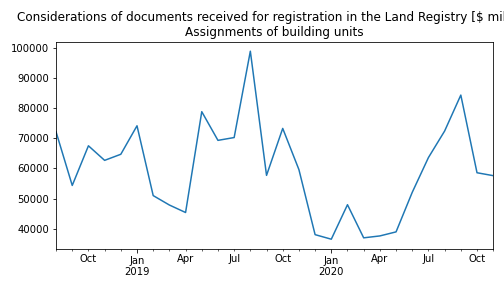 Considerations of documents received for registration in the Land Registry [$ mil
Assignments of building units
100000
90000
80000
70000
60000
50000
40000
Oct Jan Apr Jul Oct Jan Apr Jul Oct
2019 2020